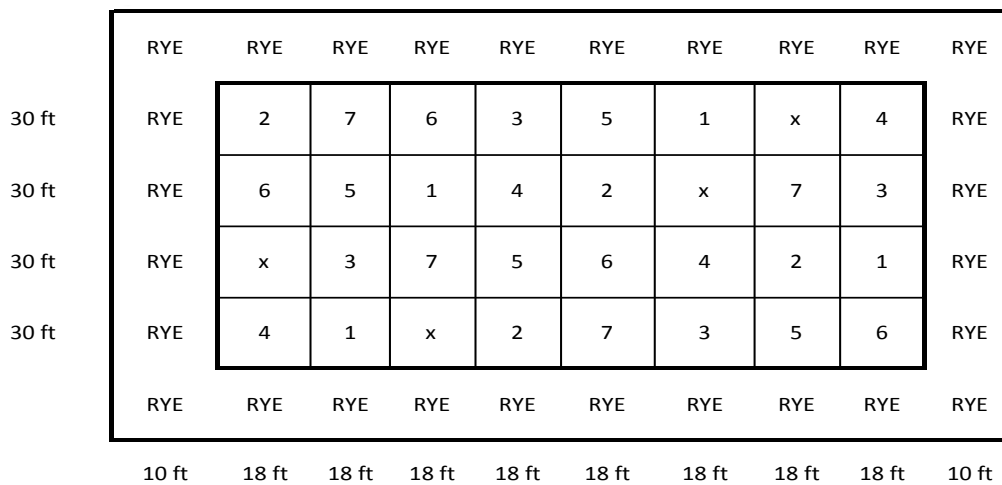 RYE RYE RYE RYE RYE RYE RYE RYE RYE RYE
30 ft RYE 2 7 6 3 5 1 x 4 RYE
30 ft RYE 6 5 1 4 2 x 7 3 RYE
30 ft RYE x 3 7 5 6 4 2 1 RYE
30 ft RYE 4 1 x 2 7 3 5 6 RYE
RYE RYE RYE RYE RYE RYE RYE RYE RYE RYE
10 ft 18 ft 18 ft 18 ft 18 ft 18 ft 18 ft 18 ft 18 ft 10 ft